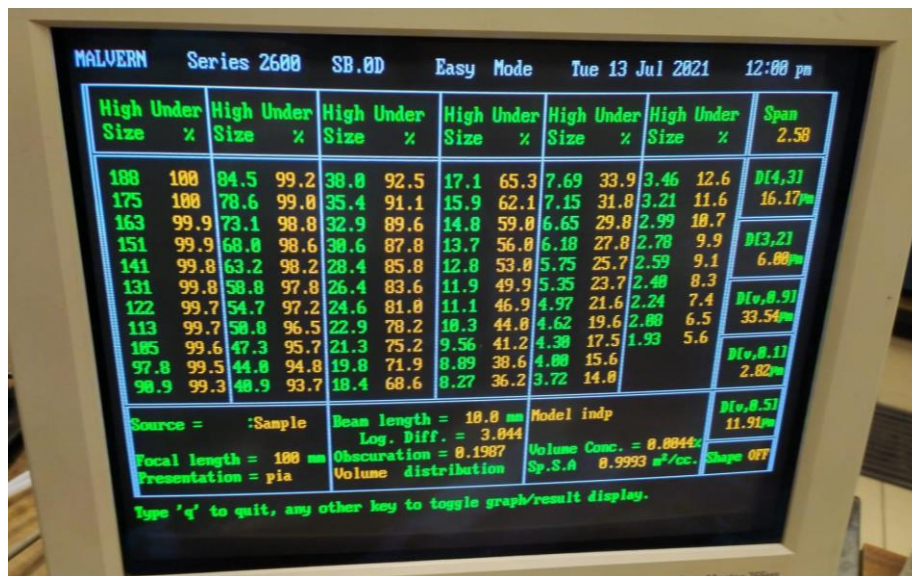 MALVERN Series 2600 SB.0D Easy Mode Tue 13 Jul 2021 12:00 pm
High Under High Under High Under High Under High Under High Under Span
Size % Size % Size % Size % Size % Size % 2.58
188 100 84.5 99.2 38.0 92.5 17.1 65.3 7.69 33.9 3.46 12.6 D[4,3]
175 100 78.6 99.0 35.4 91.1 15.9 62.1 7.15 31.8 3.21 11.6 16.17µm
163 99.9 73.1 98.8 32.9 89.6 14.8 59.0 6.65 29.8 2.99 10.7
151 99.9 68.0 98.6 30.6 87.8 13.7 56.0 6.18 27.8 2.78 9.9 D[3,2]
141 99.8 63.2 98.2 28.4 85.8 12.8 53.0 5.75 25.7 2.59 9.1 6.00µm
131 99.8 58.8 97.8 26.4 83.6 11.9 49.9 5.35 23.7 2.40 8.3
122 99.7 54.7 97.2 24.6 81.0 11.1 46.9 4.97 21.6 2.24 7.4 D[v,0.9]
113 99.7 50.8 96.5 22.9 78.2 10.3 44.0 4.62 19.6 2.08 6.5 33.54µm
105 99.6 47.3 95.7 21.3 75.2 9.56 41.2 4.30 17.5 1.93 5.6
97.8 99.5 44.0 94.8 19.8 71.9 8.89 38.6 4.00 15.6 D[v,0.1]
90.9 99.3 40.9 93.7 18.4 68.6 8.27 36.2 3.72 14.0 2.82µm
Source = :Sample Beam length = 10.0 mm Model indp D[v,0.5]
Log. Diff. = 3.044 11.91µm
Focal length = 100 mm Obscuration = 0.1987 Volume Conc. = 0.0044%
Presentation = pia Volume distribution Sp.S.A 0.9993 m²/cc. Shape OFF
Type 'q' to quit, any other key to toggle graph/result display.